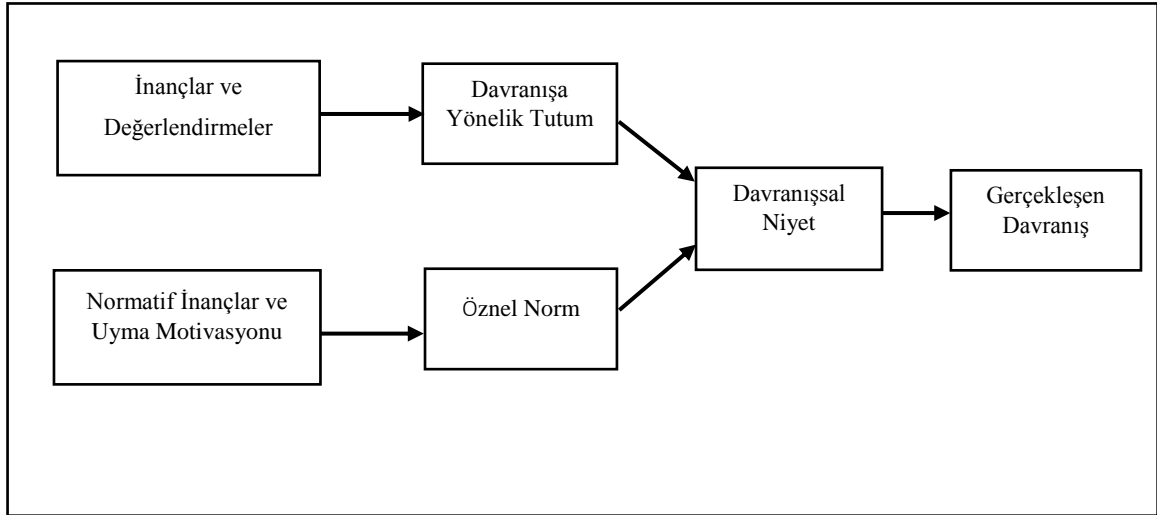 İnançlar ve
Değerlendirmeler
Davranışa
Yönelik Tutum
Davranışsal
Niyet
Gerçekleşen
Davranış
Normatif İnançlar ve
Uyma Motivasyonu
Öznel Norm